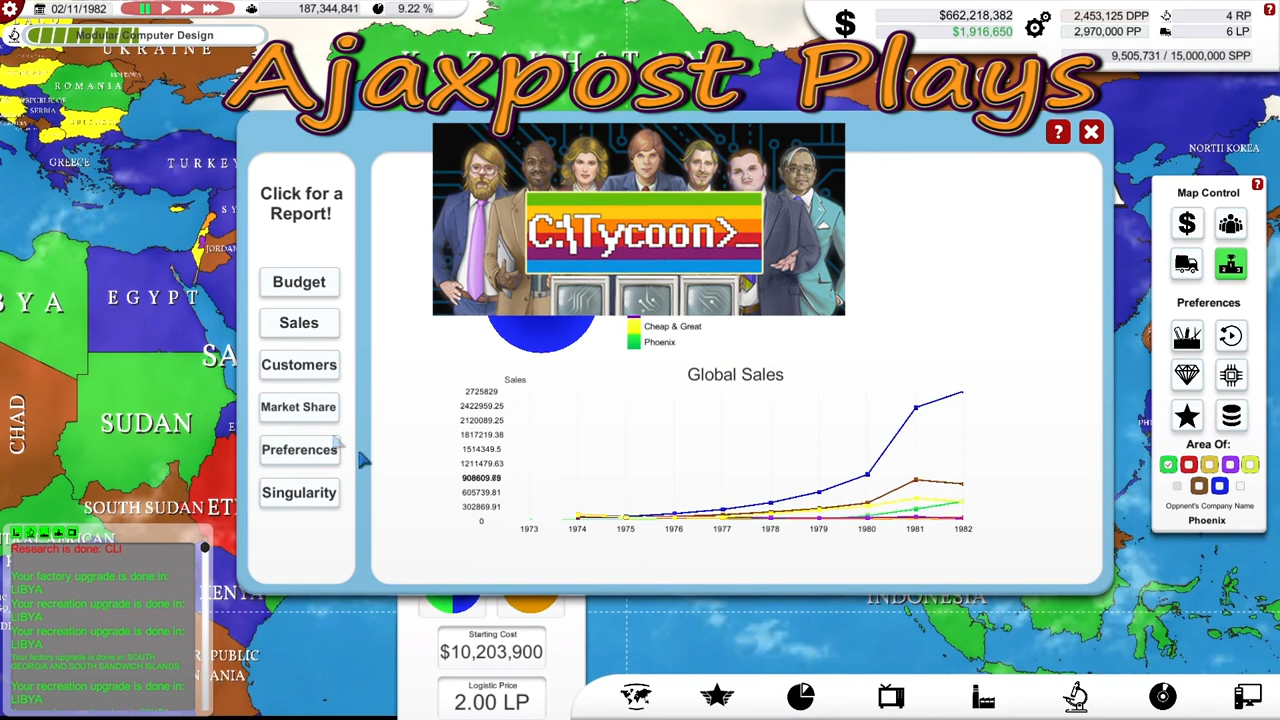 02/11/1982
187,344,841
9.22 %
$662,218,382
$1,916,650
2,453,125 DPP
2,970,000 PP
4 RP
6 LP
9,505,731 / 15,000,000 SPP
Modular Computer Design
Ajaxpost Plays
UKRAINE
ROMANIA
SERBIA
GREECE
TURKEY
JORDAN
EGYPT
CHAD
SUDAN
SOUTH SUDAN
NORTH KOREA
INDONESIA
Click for a
Report!
Budget
Sales
Customers
Market Share
Preferences
Singularity
C:\Tycoon>_
Cheap & Great
Phoenix
Global Sales
Sales
2725829
2422959.25
2120089.25
1817219.38
1514349.5
1211479.63
605739.81
302869.91
0
1973
1974
1975
1976
1977
1978
1979
1980
1981
1982
Map Control
Preferences
Area Of:
Oppnent's Company Name
Phoenix
Research is done: CLI
Your factory upgrade is done in:
LIBYA
Your recreation upgrade is done in:
LIBYA
Your recreation upgrade is done in:
LIBYA
Your factory upgrade is done in: SOUTH
GEORGIA AND SOUTH SANDWICH ISLANDS
Your recreation upgrade is done in:
LIBYA
Starting Cost
$10,203,900
Logistic Price
2.00 LP